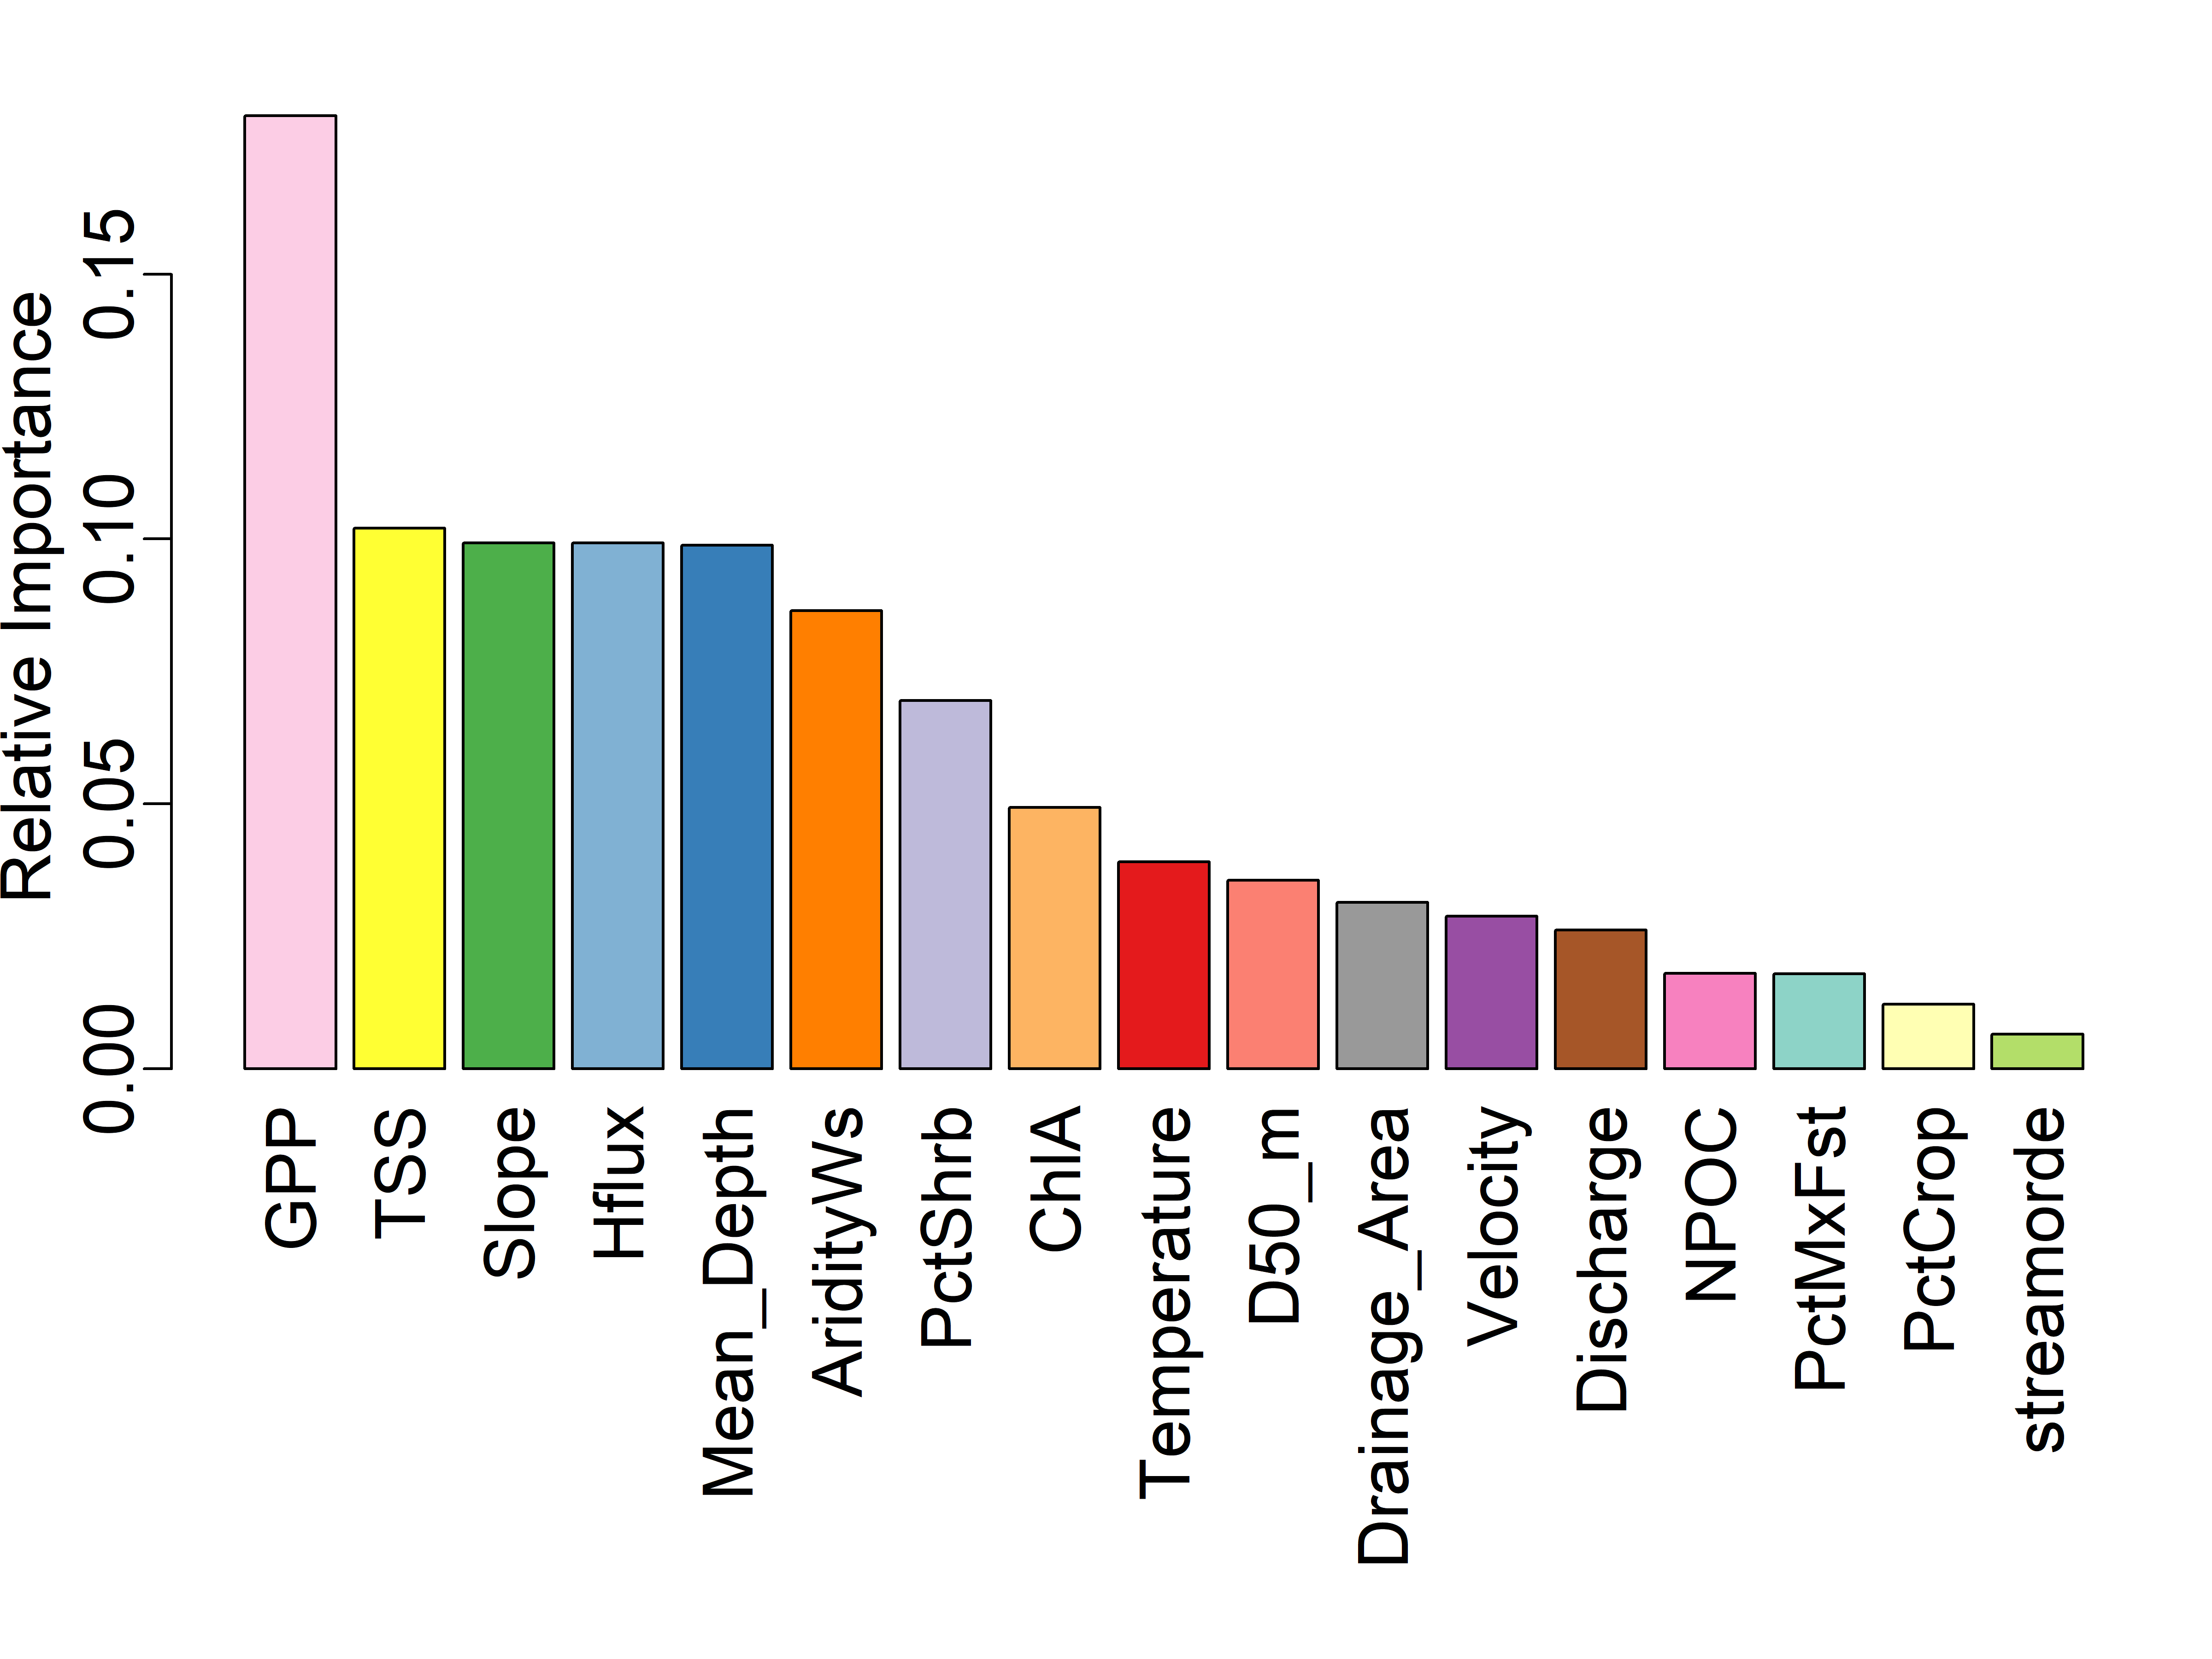 Relative Importance
0.15
0.10
0.05
0.00
GPP
TSS
Slope
Hflux
Mean_Depth
AridityWs
PctShrb
ChlA
Temperature
D50_m
Drainage_Area
Velocity
Discharge
NPOC
PctMxFst
PctCrop
streamorde